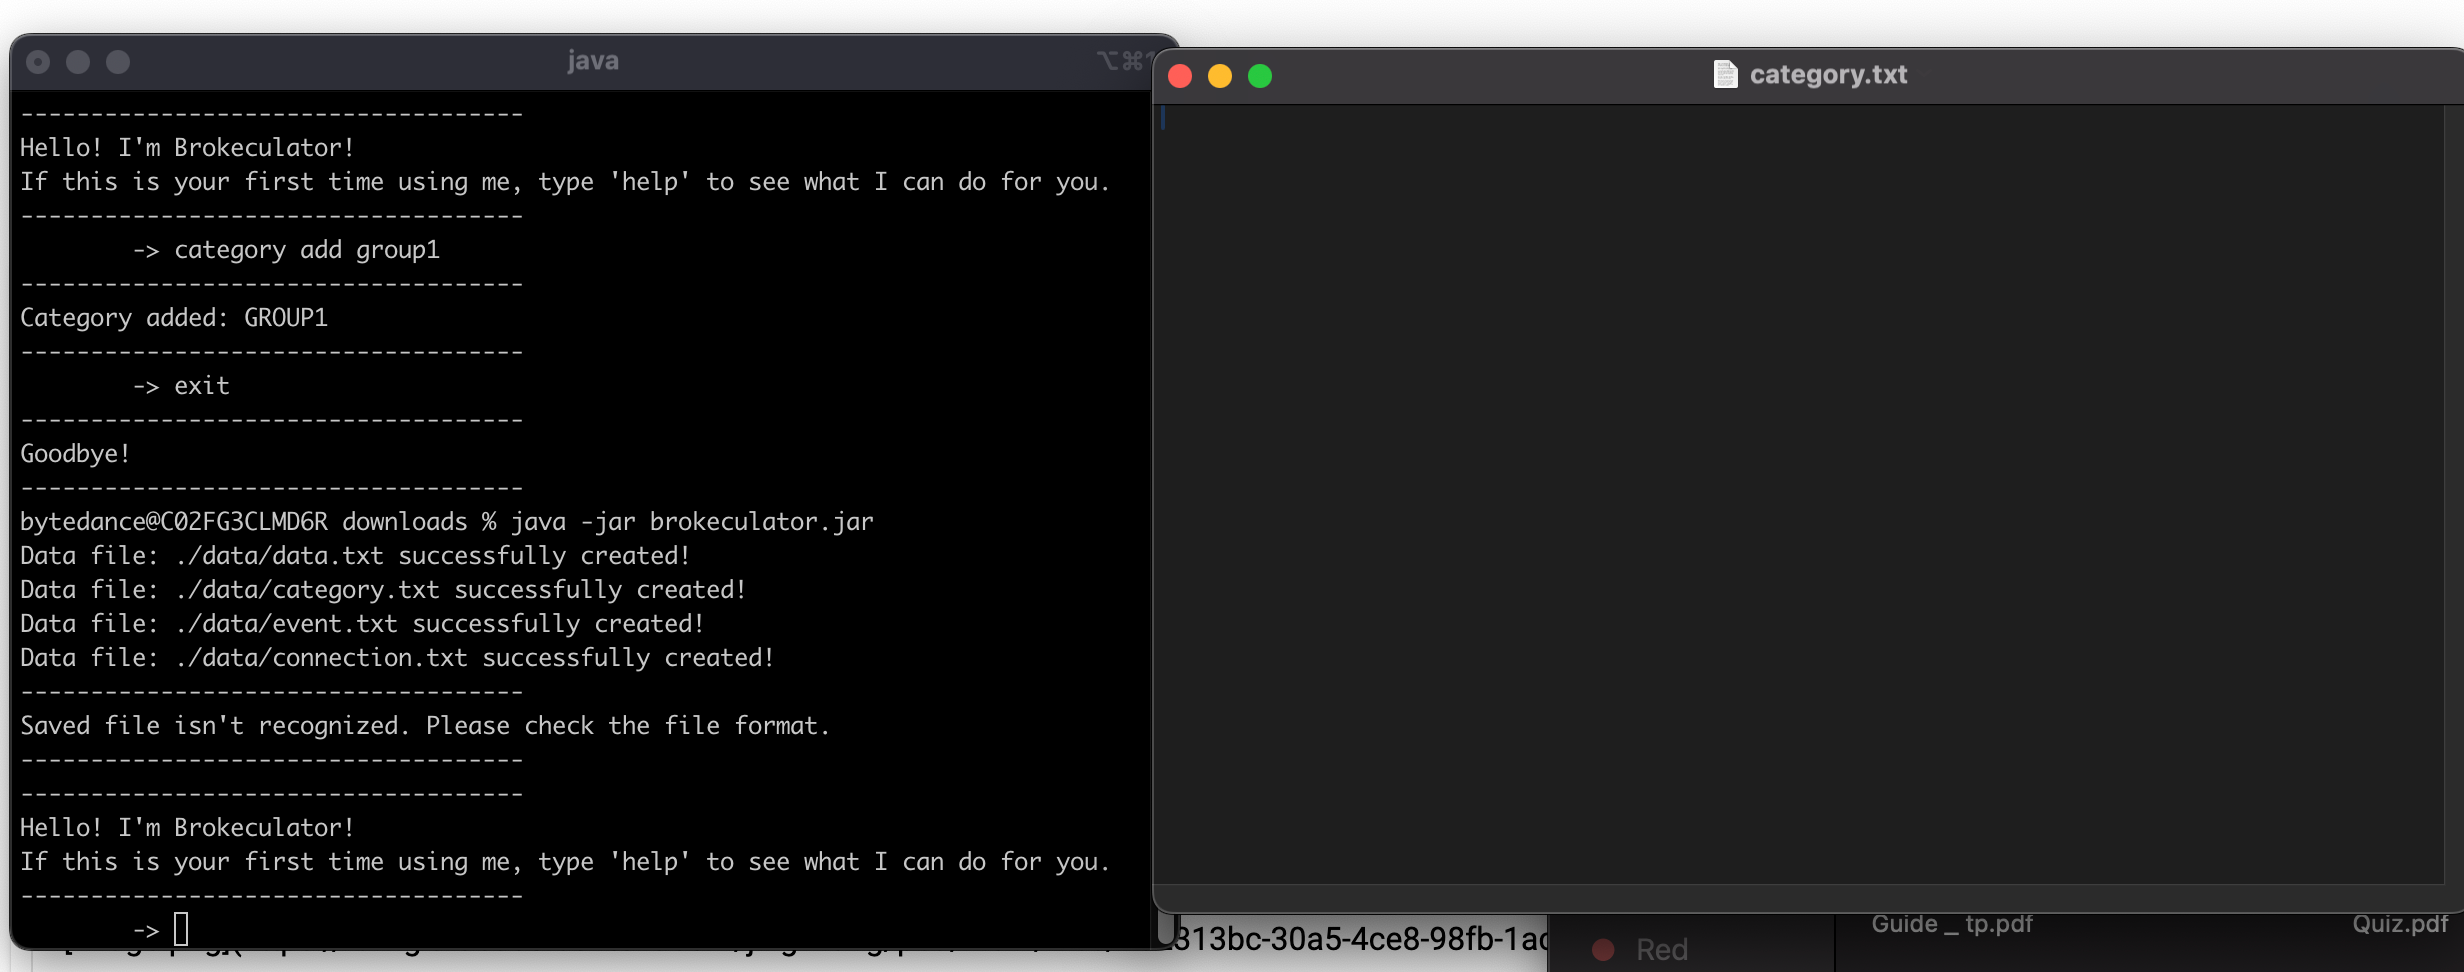 java
⌥⌘1
----------------------------------
Hello! I'm Brokeculator!
If this is your first time using me, type 'help' to see what I can do for you.
----------------------------------
-> category add group1
----------------------------------
Category added: GROUP1
----------------------------------
-> exit
----------------------------------
Goodbye!
----------------------------------
bytedance@C02FG3CLMD6R downloads % java -jar brokeculator.jar
Data file: ./data/data.txt successfully created!
Data file: ./data/category.txt successfully created!
Data file: ./data/event.txt successfully created!
Data file: ./data/connection.txt successfully created!
----------------------------------
Saved file isn't recognized. Please check the file format.
----------------------------------
----------------------------------
Hello! I'm Brokeculator!
If this is your first time using me, type 'help' to see what I can do for you.
----------------------------------
->
category.txt
313bc-30a5-4ce8-98fb-1ac
Red
Guide _ tp.pdf
Quiz.pdf